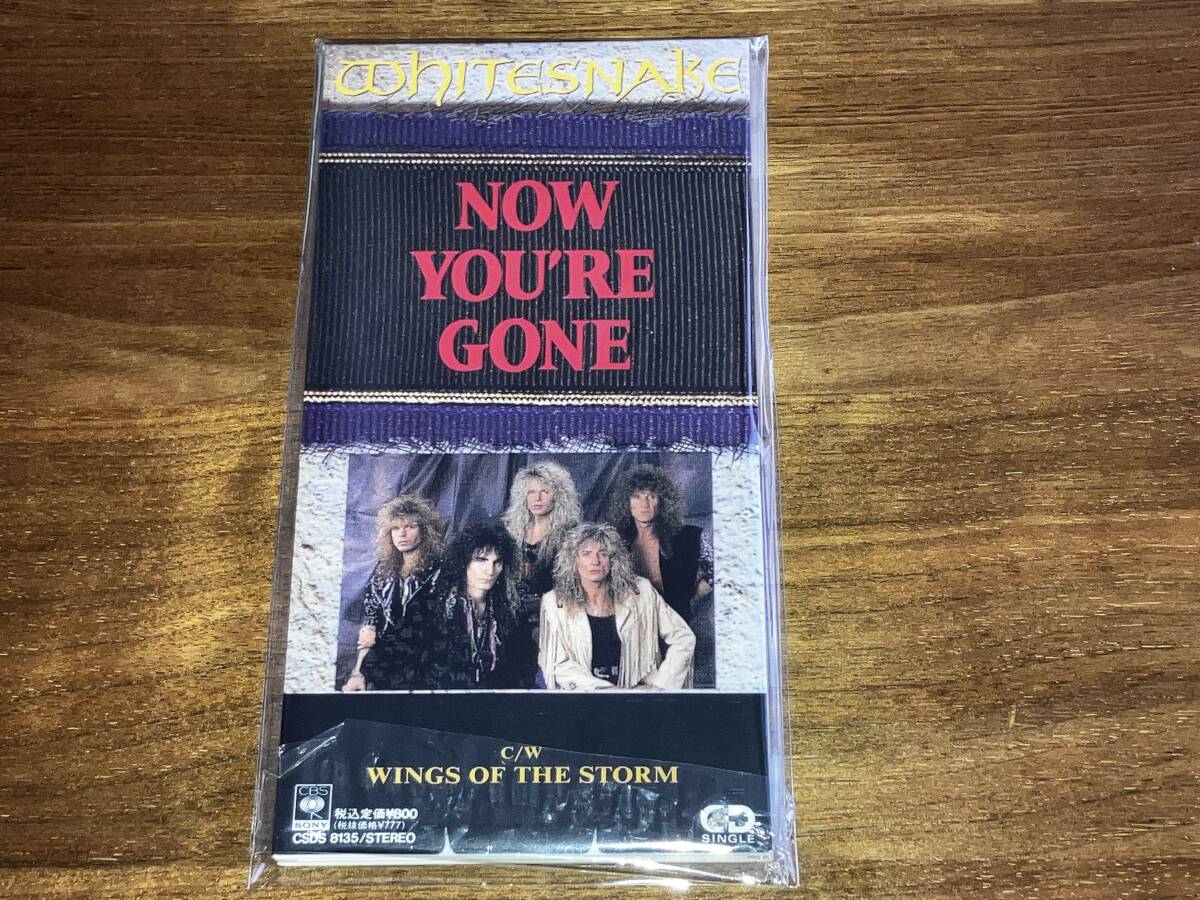 WHITESNAKE
NOW
YOU'RE
GONE
C/W
WINGS OF THE STORM
CBS
SONY
税込定価¥800
(税抜価格¥777)
CSDS 8135/STEREO
CD
SINGLE